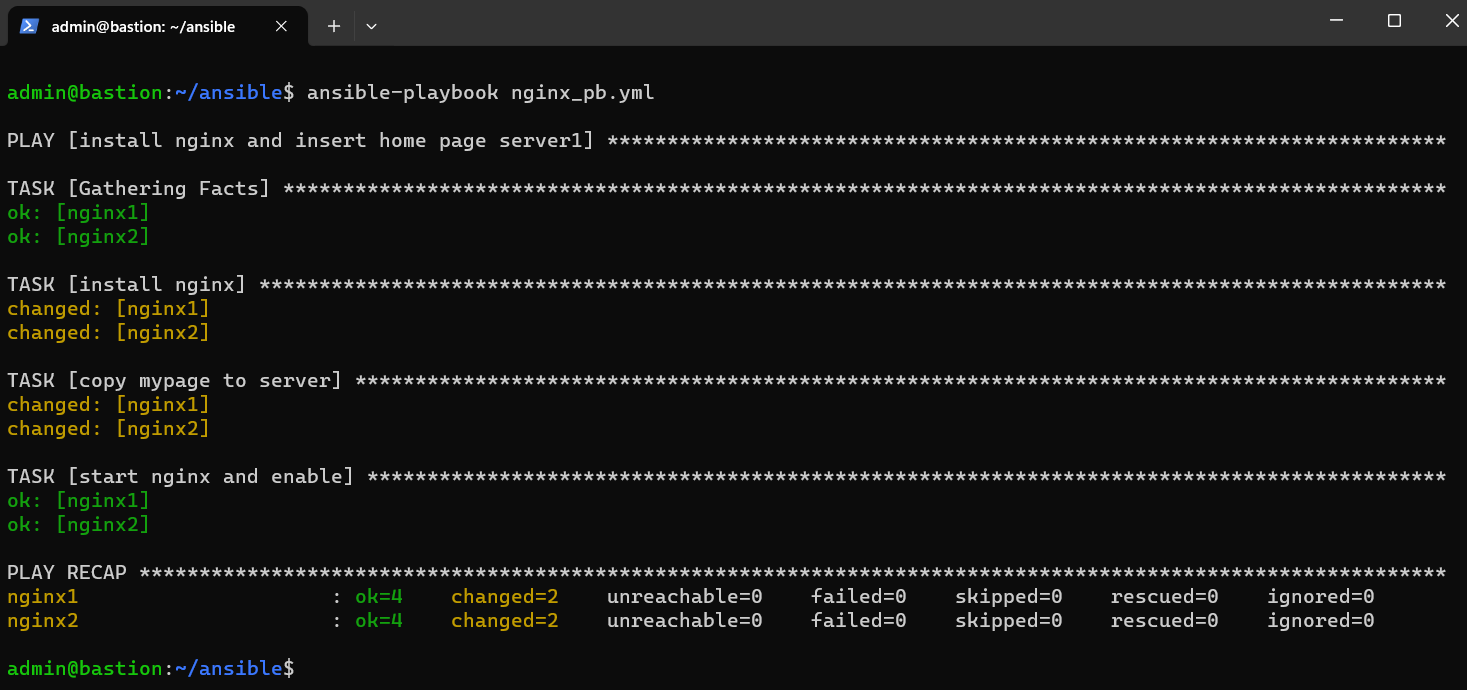 admin@bastion: ~/ansible
admin@bastion:~/ansible$ ansible-playbook nginx_pb.yml
PLAY [install nginx and insert home page server1] **********************************************************************
TASK [Gathering Facts] *************************************************************************************************
ok: [nginx1]
ok: [nginx2]
TASK [install nginx] ***************************************************************************************************
changed: [nginx1]
changed: [nginx2]
TASK [copy mypage to server] *******************************************************************************************
changed: [nginx1]
changed: [nginx2]
TASK [start nginx and enable] ******************************************************************************************
ok: [nginx1]
ok: [nginx2]
PLAY RECAP *************************************************************************************************************
nginx1                     : ok=4    changed=2    unreachable=0    failed=0    skipped=0    rescued=0    ignored=0
nginx2                     : ok=4    changed=2    unreachable=0    failed=0    skipped=0    rescued=0    ignored=0
admin@bastion:~/ansible$